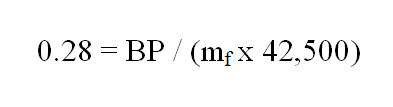 0.28 = BP / (mf x 42,500)